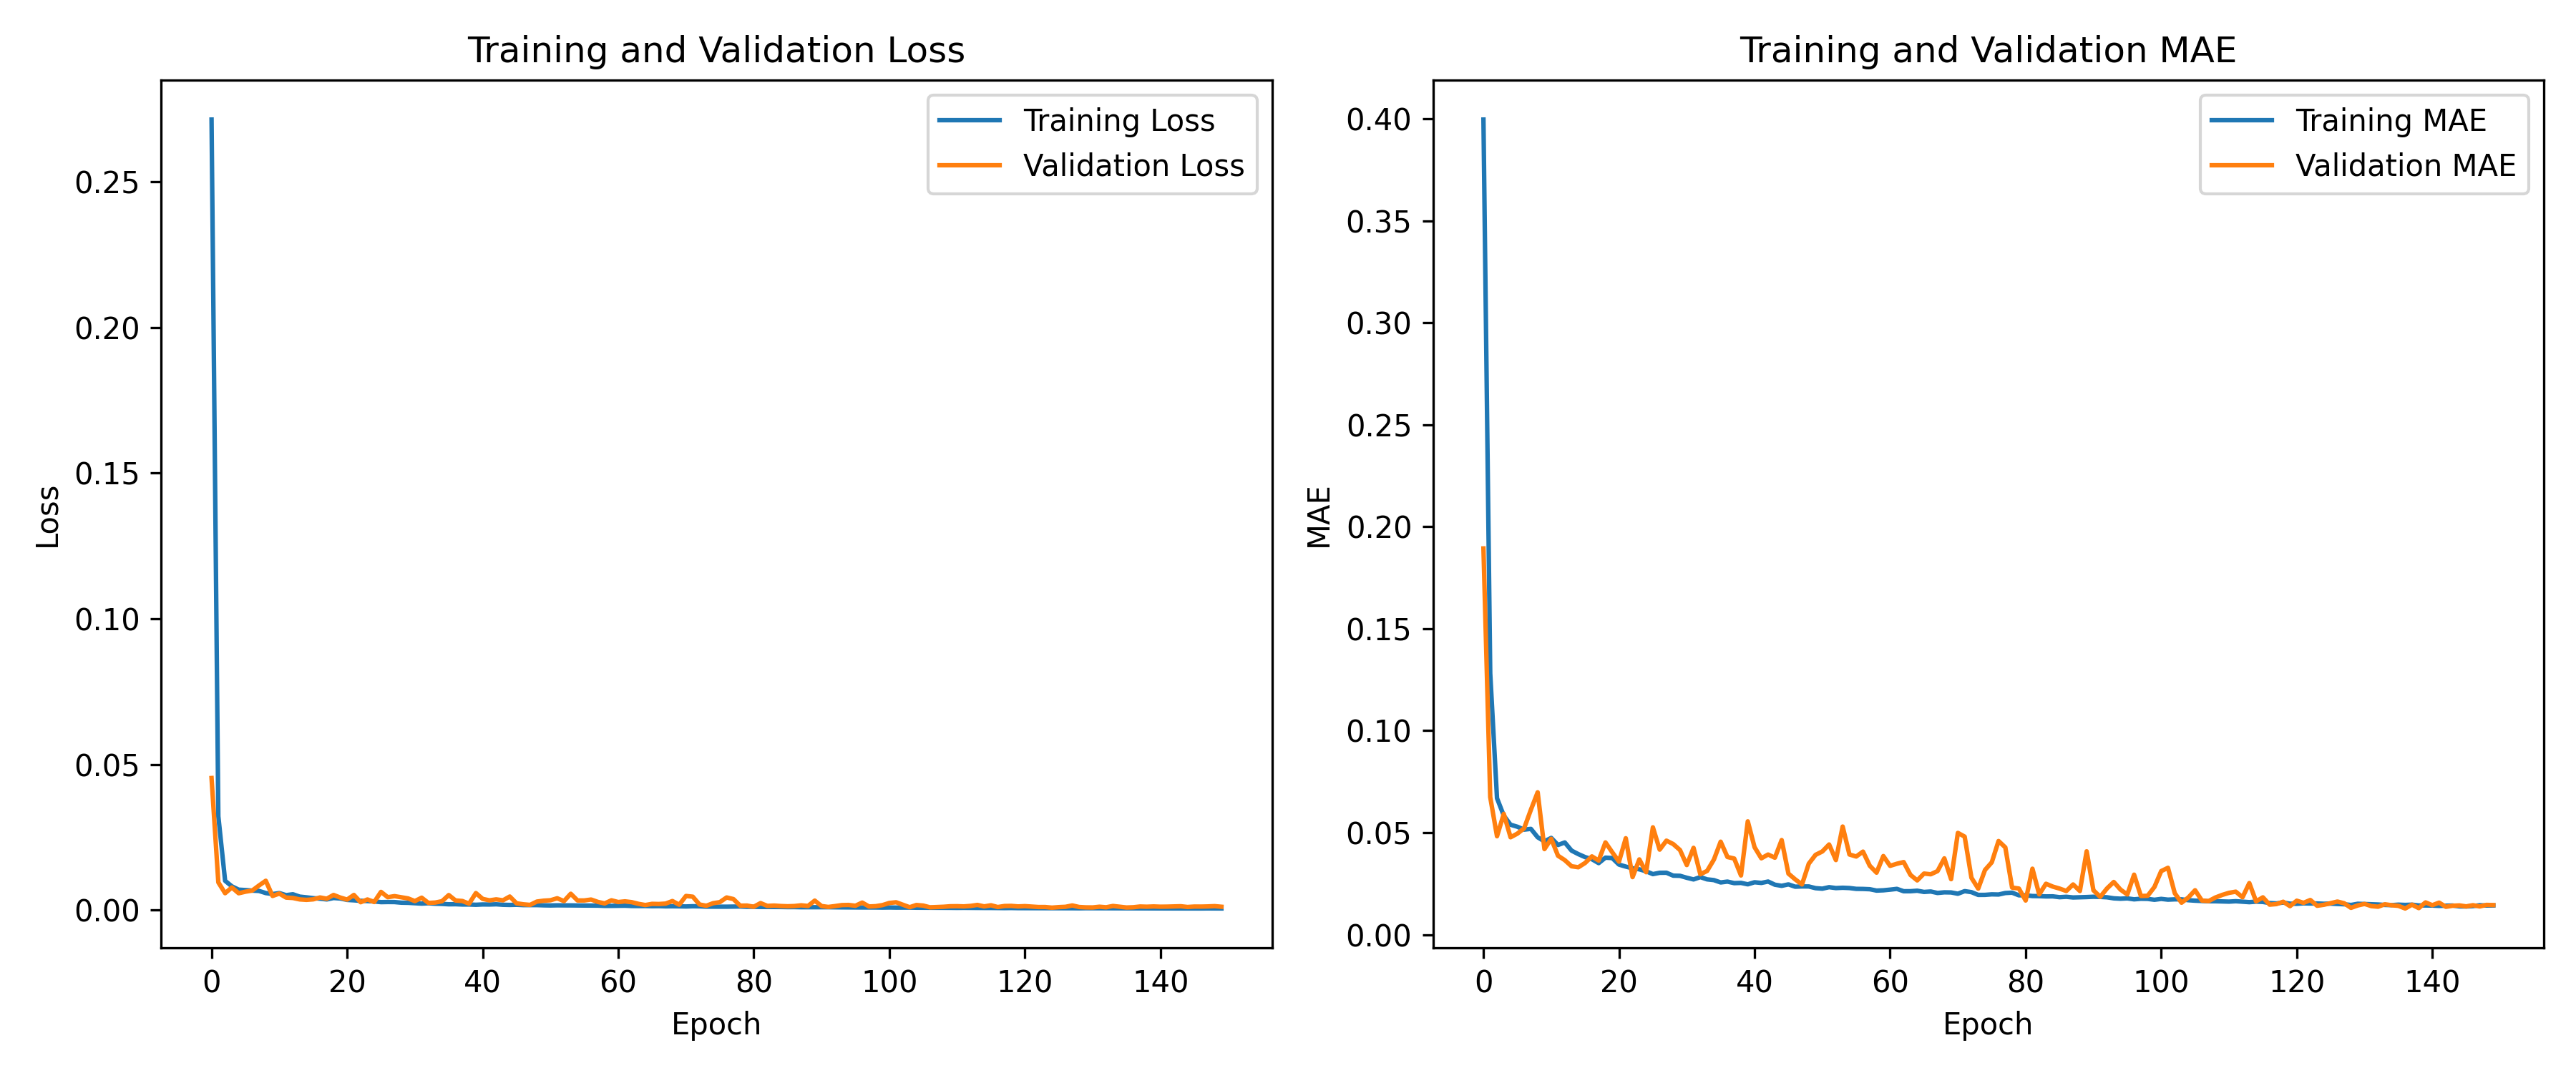 Training and Validation Loss
Training Loss
Validation Loss
0.25
0.20
0.15
0.10
0.05
0.00
Loss
0 20 40 60 80 100 120 140
Epoch
Training and Validation MAE
Training MAE
Validation MAE
0.40
0.35
0.30
0.25
0.20
0.15
0.10
0.05
0.00
MAE
0 20 40 60 80 100 120 140
Epoch